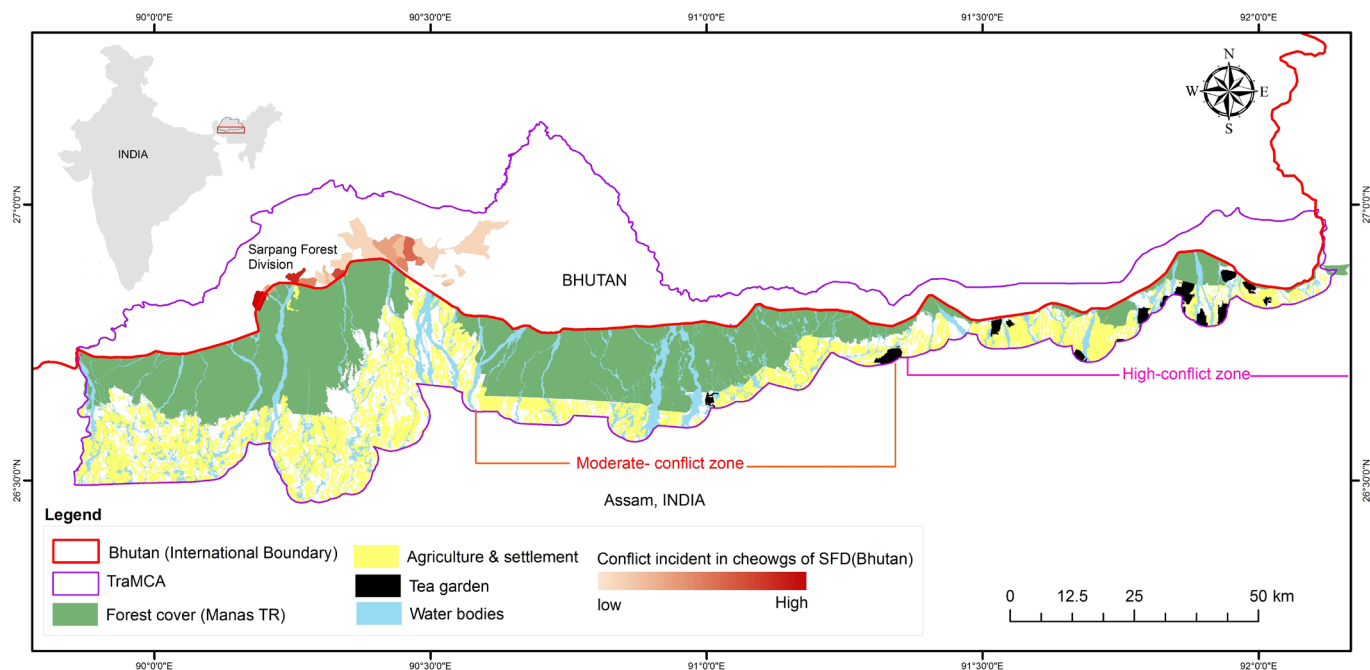 90°0'0"E
90°30'0"E
91°0'0"E
91°30'0"E
92°0'0"E
N
W
E
S
INDIA
27°0'0"N
27°0'0"N
Sarpang Forest
Division
BHUTAN
High-conflict zone
Moderate- conflict zone
26°30'0"N
26°30'0"N
Assam, INDIA
Legend
Bhutan (International Boundary)
TraMCA
Forest cover (Manas TR)
Agriculture & settlement
Tea garden
Water bodies
Conflict incident in cheowgs of SFD(Bhutan)
low
High
0
12.5
25
50 km
90°0'0"E
90°30'0"E
91°0'0"E
91°30'0"E
92°0'0"E